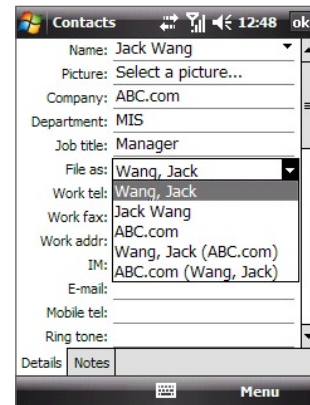 Contacts 12:48 ok
Name: Jack Wang
Picture: Select a picture...
Company: ABC.com
Department: MIS
Job title: Manager
File as: Wang, Jack
Work tel: Wang, Jack
Work fax: Jack Wang
ABC.com
Work addr:
Wang, Jack (ABC.com)
IM:
ABC.com (Wang, Jack)
E-mail:
Mobile tel:
Ring tone:
Details Notes
Menu